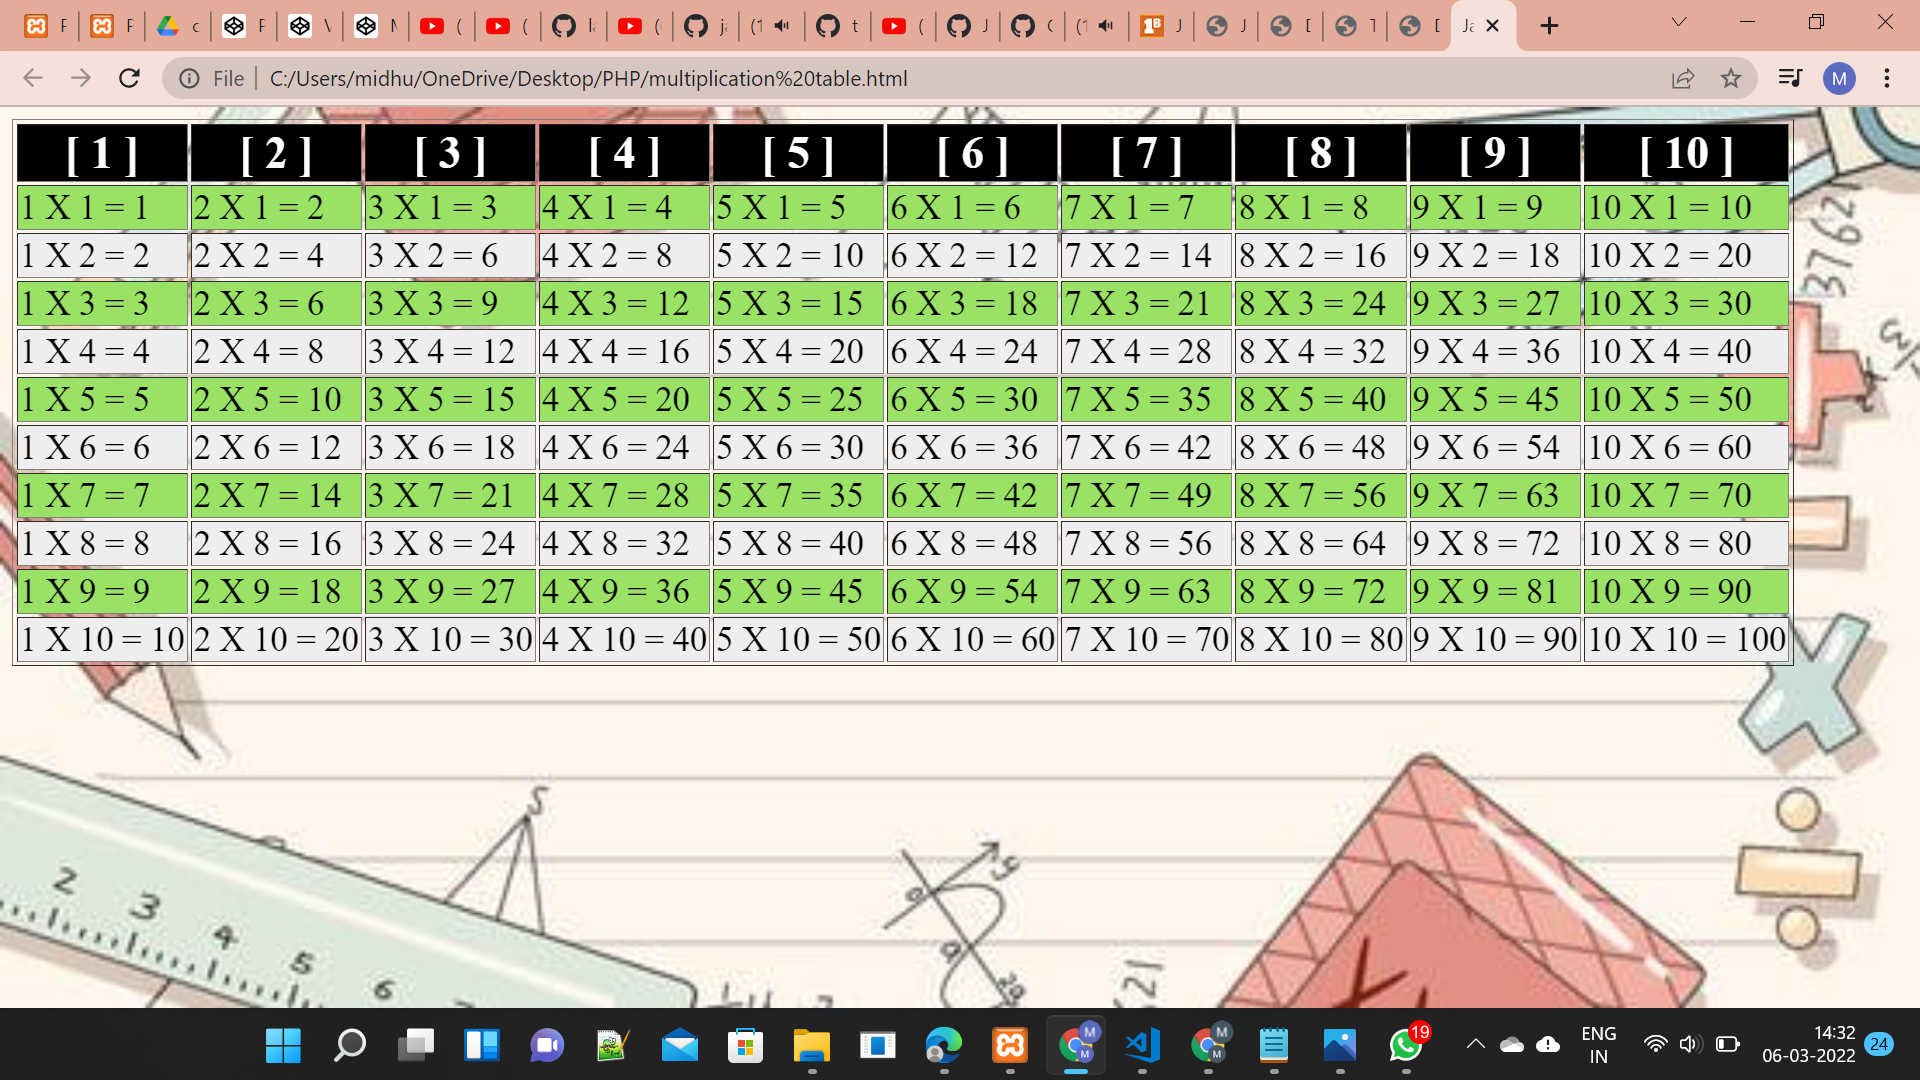 File C:/Users/midhu/OneDrive/Desktop/PHP/multiplication%20table.html M
[ 1 ] [ 2 ] [ 3 ] [ 4 ] [ 5 ] [ 6 ] [ 7 ] [ 8 ] [ 9 ] [ 10 ]
1 X 1 = 1 2 X 1 = 2 3 X 1 = 3 4 X 1 = 4 5 X 1 = 5 6 X 1 = 6 7 X 1 = 7 8 X 1 = 8 9 X 1 = 9 10 X 1 = 10
1 X 2 = 2 2 X 2 = 4 3 X 2 = 6 4 X 2 = 8 5 X 2 = 10 6 X 2 = 12 7 X 2 = 14 8 X 2 = 16 9 X 2 = 18 10 X 2 = 20
1 X 3 = 3 2 X 3 = 6 3 X 3 = 9 4 X 3 = 12 5 X 3 = 15 6 X 3 = 18 7 X 3 = 21 8 X 3 = 24 9 X 3 = 27 10 X 3 = 30
1 X 4 = 4 2 X 4 = 8 3 X 4 = 12 4 X 4 = 16 5 X 4 = 20 6 X 4 = 24 7 X 4 = 28 8 X 4 = 32 9 X 4 = 36 10 X 4 = 40
1 X 5 = 5 2 X 5 = 10 3 X 5 = 15 4 X 5 = 20 5 X 5 = 25 6 X 5 = 30 7 X 5 = 35 8 X 5 = 40 9 X 5 = 45 10 X 5 = 50
1 X 6 = 6 2 X 6 = 12 3 X 6 = 18 4 X 6 = 24 5 X 6 = 30 6 X 6 = 36 7 X 6 = 42 8 X 6 = 48 9 X 6 = 54 10 X 6 = 60
1 X 7 = 7 2 X 7 = 14 3 X 7 = 21 4 X 7 = 28 5 X 7 = 35 6 X 7 = 42 7 X 7 = 49 8 X 7 = 56 9 X 7 = 63 10 X 7 = 70
1 X 8 = 8 2 X 8 = 16 3 X 8 = 24 4 X 8 = 32 5 X 8 = 40 6 X 8 = 48 7 X 8 = 56 8 X 8 = 64 9 X 8 = 72 10 X 8 = 80
1 X 9 = 9 2 X 9 = 18 3 X 9 = 27 4 X 9 = 36 5 X 9 = 45 6 X 9 = 54 7 X 9 = 63 8 X 9 = 72 9 X 9 = 81 10 X 9 = 90
1 X 10 = 10 2 X 10 = 20 3 X 10 = 30 4 X 10 = 40 5 X 10 = 50 6 X 10 = 60 7 X 10 = 70 8 X 10 = 80 9 X 10 = 90 10 X 10 = 100
3762
S
y
2 3 4 5 6
621
19
ENG
IN
14:32
06-03-2022
24